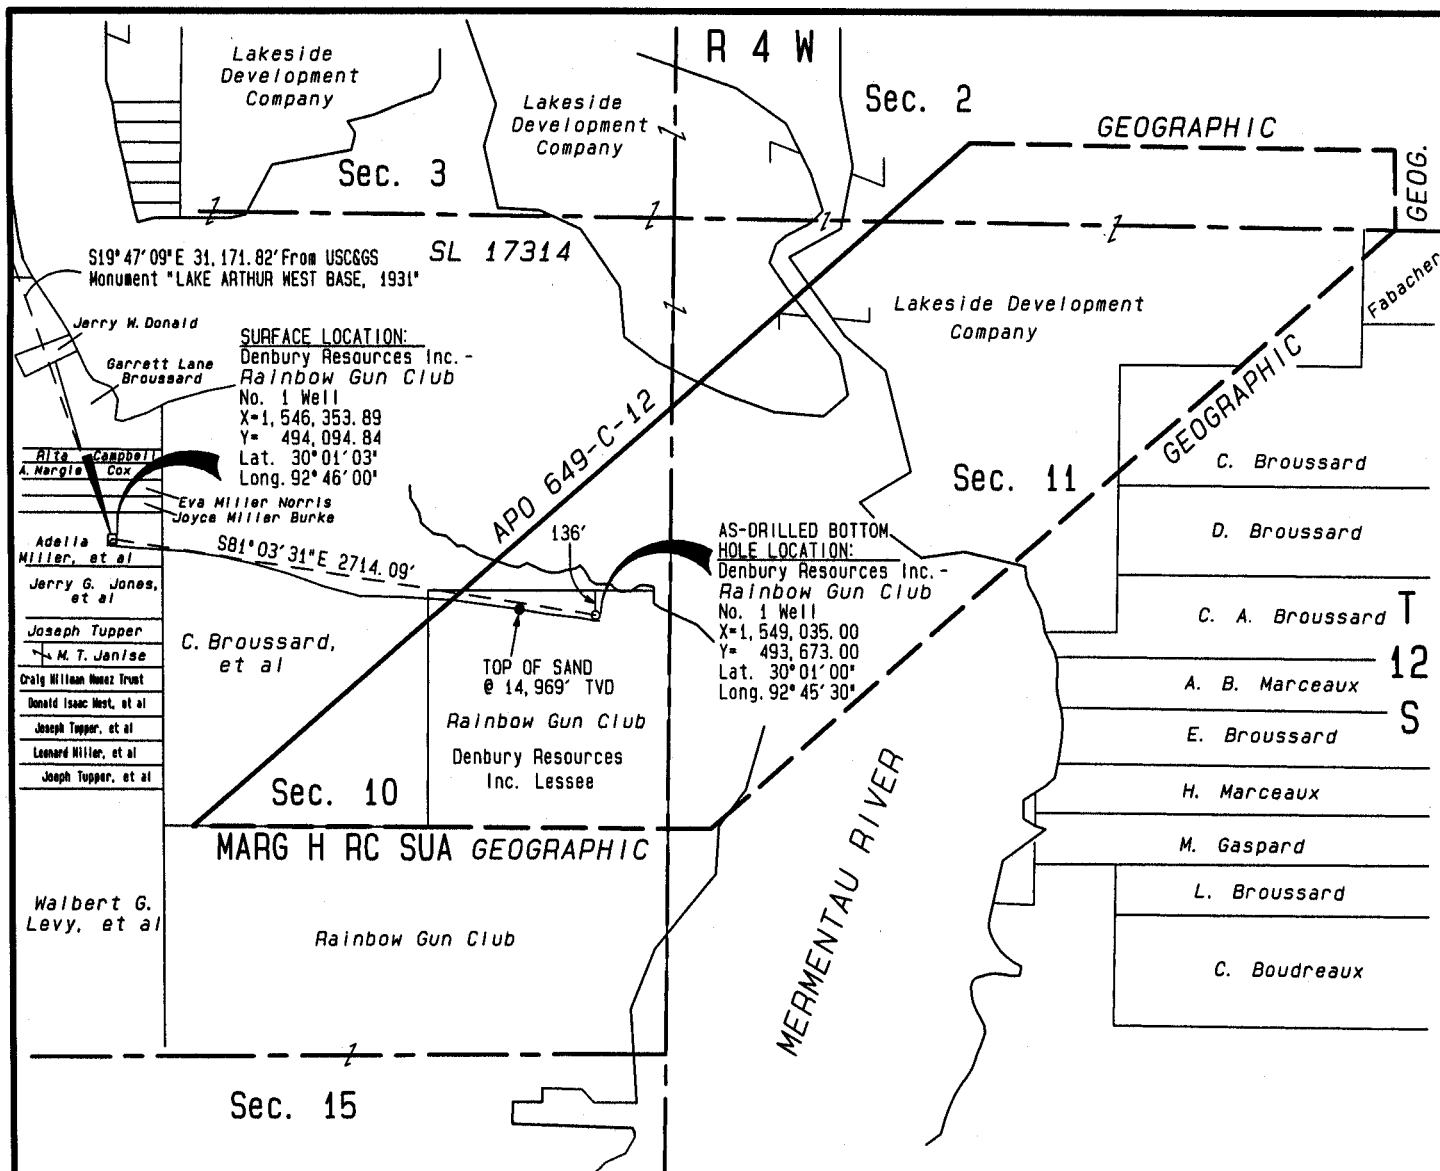 R 4 W
Lakeside
Development
Company
Lakeside
Development
Company
Sec. 2
GEOGRAPHIC
GEOG.
Sec. 3
SL 17314
S19°47'09"E 31,171.82' From USC&GS
Monument "LAKE ARTHUR WEST BASE, 1931"
Lakeside Development
Company
Fabacher
Jerry W. Donald
Garrett Lane
Broussard
SURFACE LOCATION:
Denbury Resources Inc. -
Rainbow Gun Club
No. 1 Well
X=1,546,353.89
Y= 494,094.84
Lat. 30°01'03"
Long. 92°46'00"
GEOGRAPHIC
APO 649-C-12
Rita Campbell
A. Margie Cox
Eva Miller Norris
Joyce Miller Burke
C. Broussard
Sec. 11
D. Broussard
Adella
Miller, et al
S81°03'31"E 2714.09'
136'
AS-DRILLED BOTTOM
HOLE LOCATION:
Denbury Resources Inc. -
Rainbow Gun Club
No. 1 Well
X=1,549,035.00
Y= 493,673.00
Lat. 30°01'00"
Long. 92°45'30"
Jerry G. Jones,
et al
C. A. Broussard
T
12
S
Joseph Tupper
M. T. Janise
C. Broussard,
et al
TOP OF SAND
@ 14,969' TVD
A. B. Marceaux
Donald Isaac West, et al
Joseph Tupper, et al
Leonard Miller, et al
Joeph Tupper, et al
Rainbow Gun Club
Denbury Resources
Inc. Lessee
E. Broussard
H. Marceaux
Sec. 10
MARG H RC SUA GEOGRAPHIC
MERMENTAU RIVER
M. Gaspard
L. Broussard
Walbert G.
Levy, et al
Rainbow Gun Club
C. Boudreaux
Sec. 15